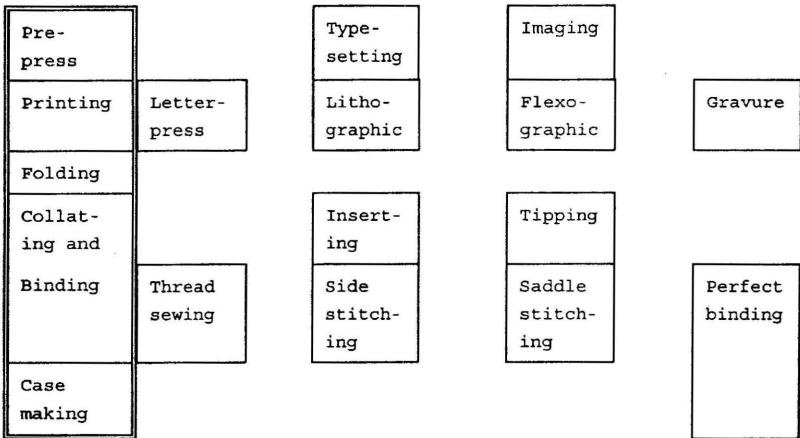 Pre-
press
Type-
setting
Imaging
Printing
Letter-
press
Litho-
graphic
Flexo-
graphic
Gravure
Folding
Collat-
ing and
Binding
Insert-
ing
Tipping
Thread
sewing
Side
stitch-
ing
Saddle
stitch-
ing
Perfect
binding
Case
making